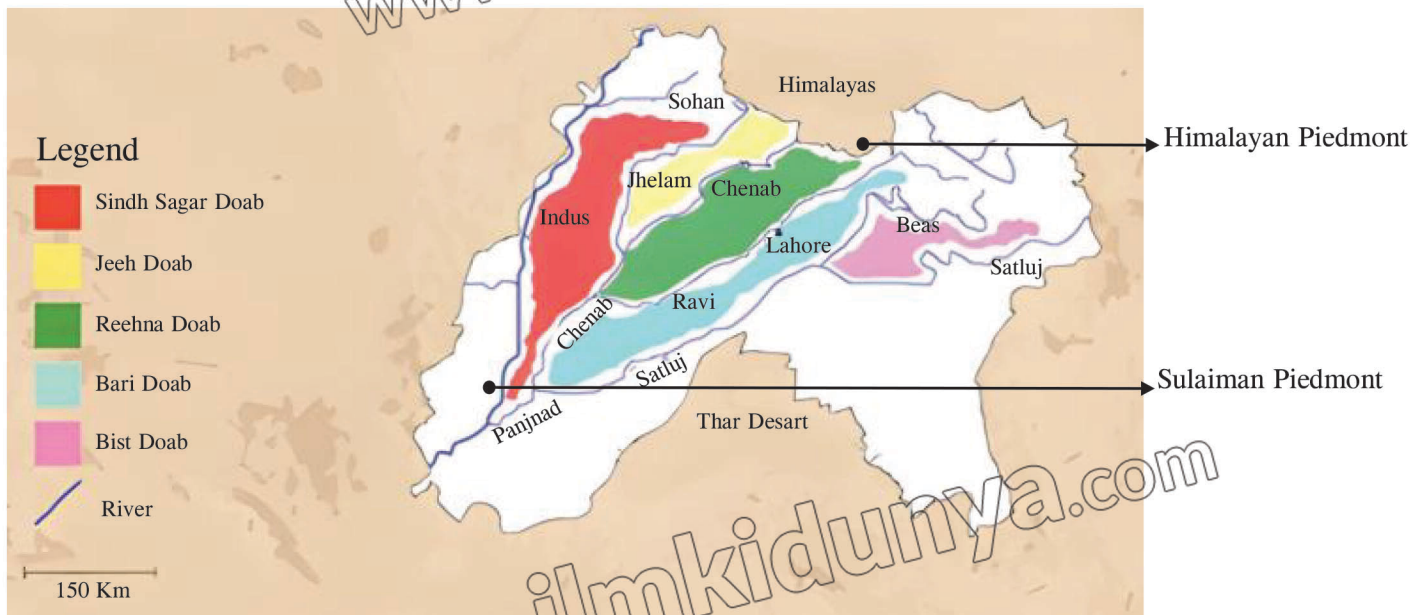 www.
Himalayas
Sohan
Himalayan Piedmont
Legend
Sindh Sagar Doab
Jeeh Doab
Reehna Doab
Bari Doab
Bist Doab
River
150 Km
Jhelam
Chenab
Indus
Lahore
Beas
Satluj
Ravi
Chenab
Satluj
Sulaiman Piedmont
Panjnad
Thar Desart
ilmkidunya.com